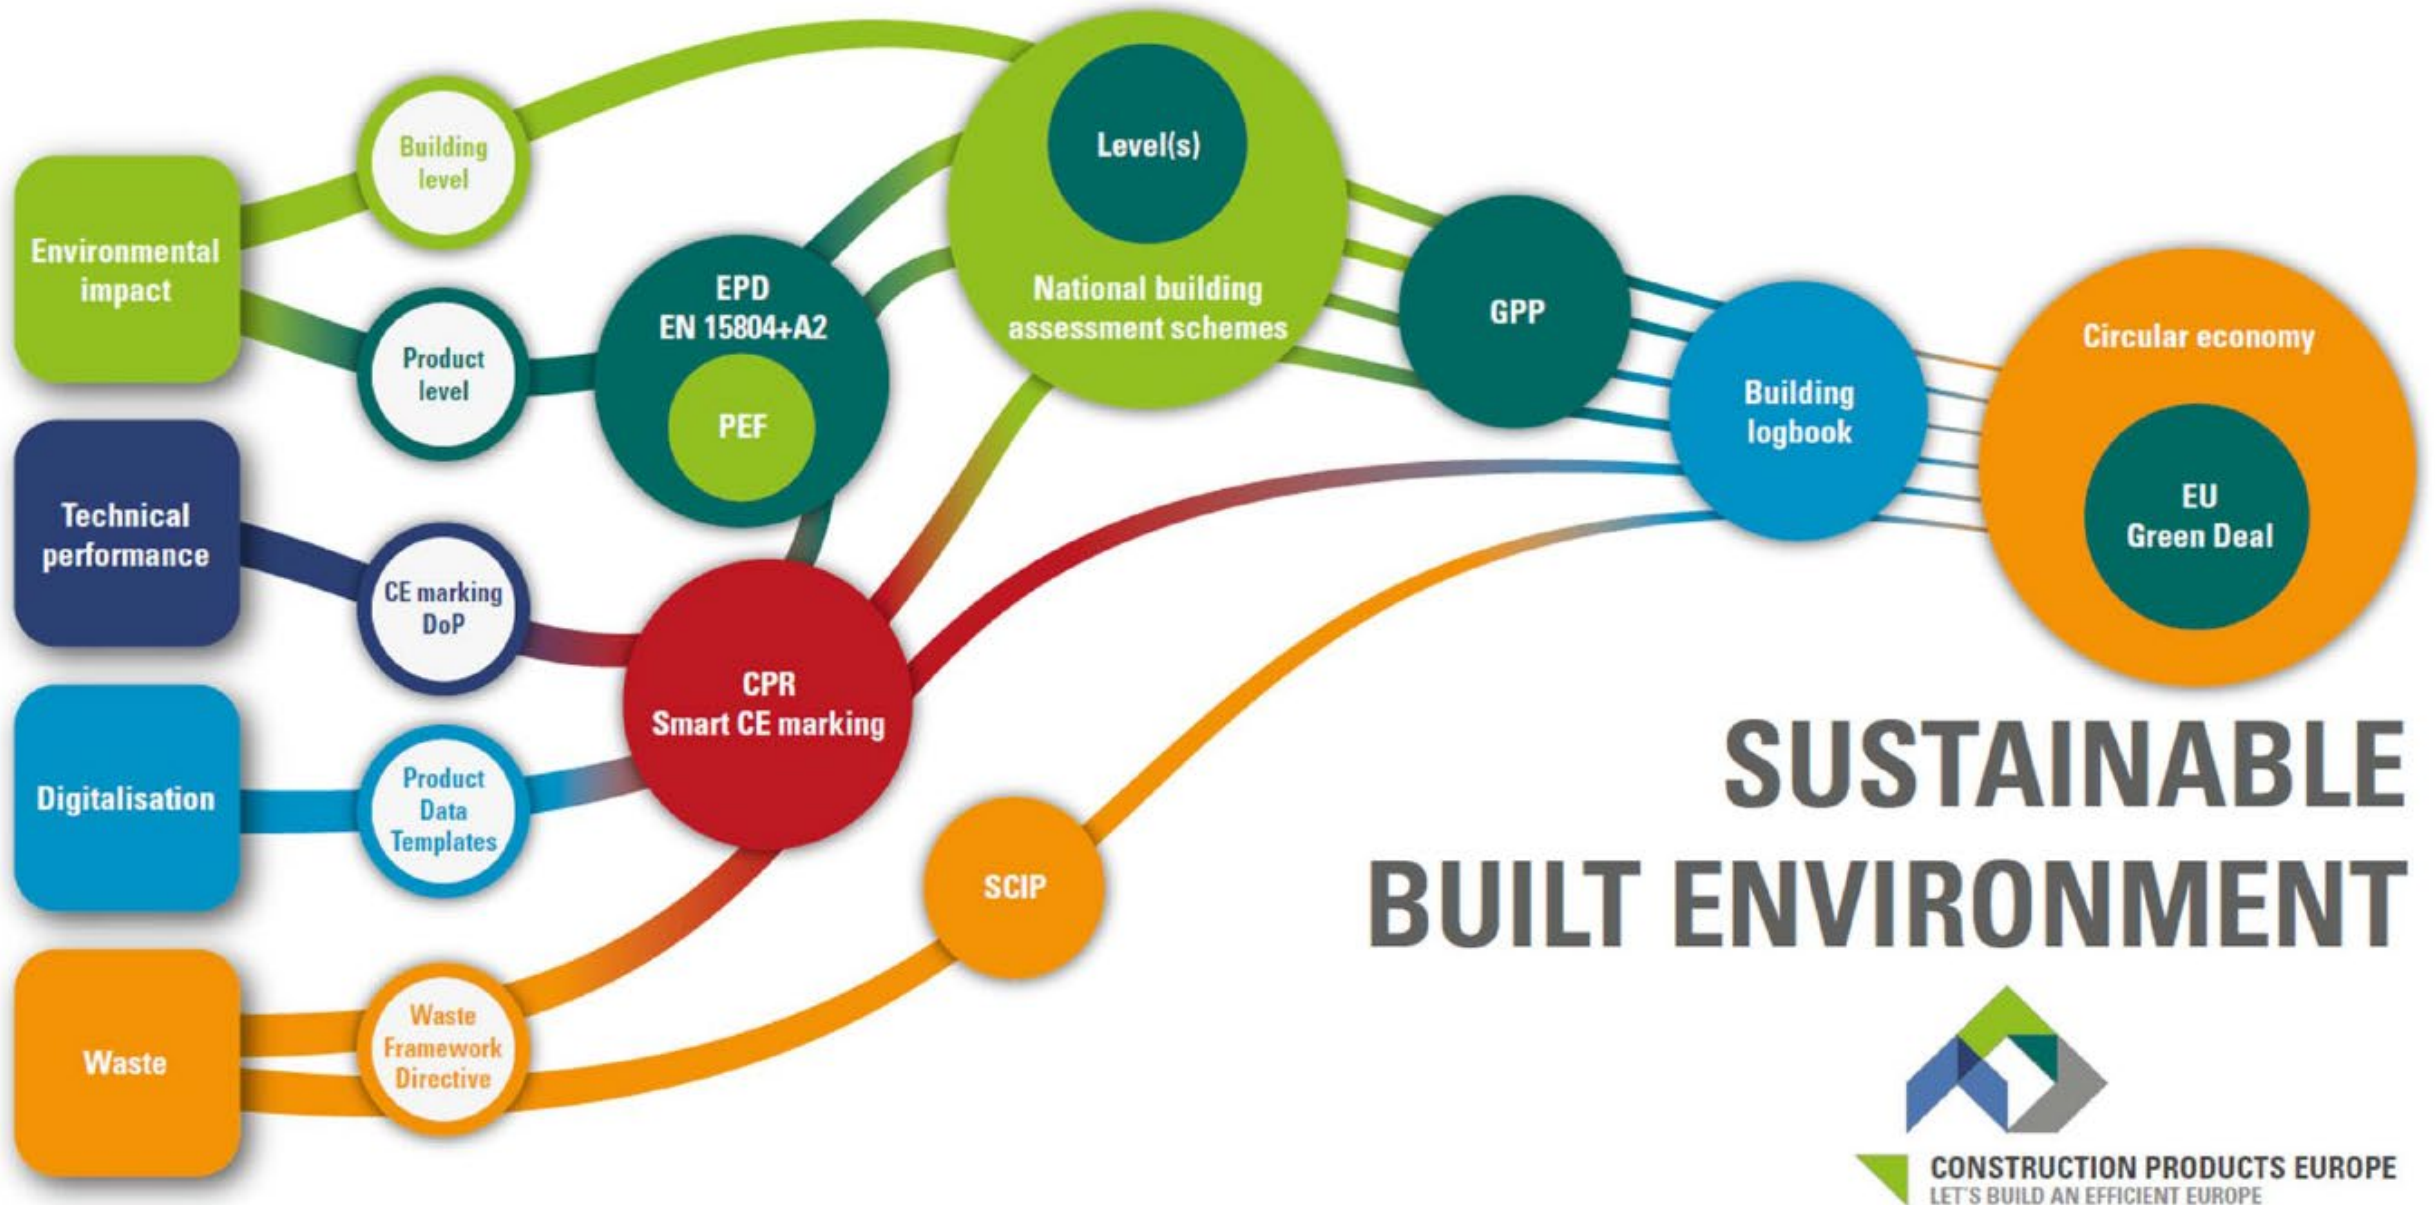 Environmental
impact
Technical
performance
Digitalisation
Waste
Building
level
Product
level
CE marking
DoP
Product
Data
Templates
Waste
Framework
Directive
EPD
EN 15804+A2
PEF
CPR
Smart CE marking
SCIP
Level(s)
National building
assessment schemes
GPP
Building
logbook
Circular economy
EU
Green Deal
SUSTAINABLE
BUILT ENVIRONMENT
CONSTRUCTION PRODUCTS EUROPE
LET'S BUILD AN EFFICIENT EUROPE